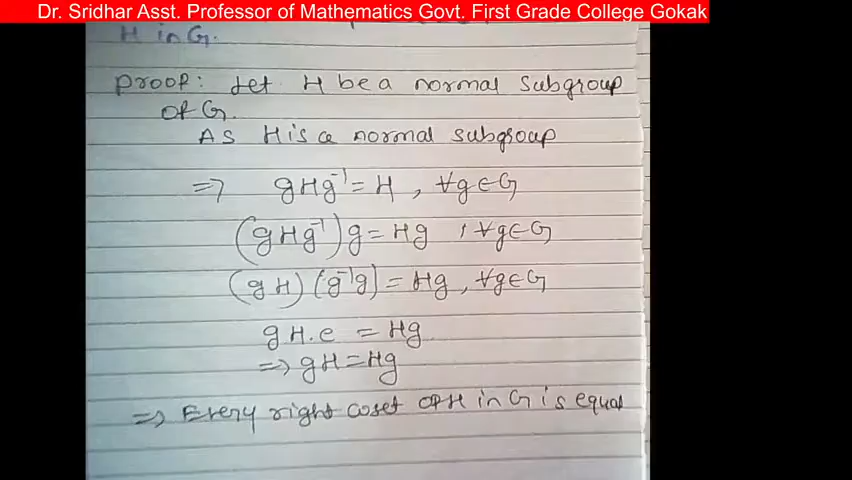 Dr. Sridhar Asst. Professor of Mathematics Govt. First Grade College Gokak
H in G.
Proof: Let H be a normal subgroup
of G.
As H is a normal subgroup
=> gHg⁻¹ = H , ∀g∈G
(gHg⁻¹)g = Hg , ∀g∈G
(gH)(g⁻¹g) = Hg , ∀g∈G
gH.e = Hg
=> gH = Hg
=> Every right coset of H in G is equal